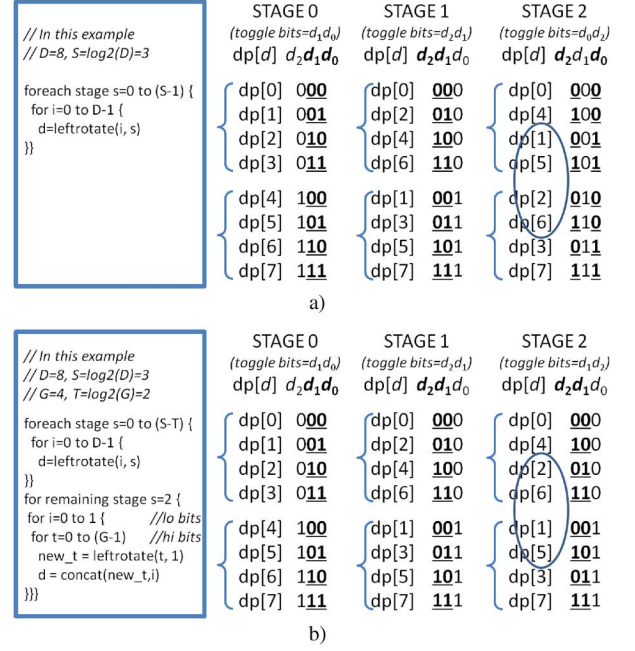 // In this example
// D=8, S=log2(D)=3
foreach stage s=0 to (S-1) {
for i=0 to D-1 {
d=leftrotate(i, s)
}}
STAGE 0 STAGE 1 STAGE 2
(toggle bits=d₁d₀) (toggle bits=d₂d₁) (toggle bits=d₀d₂)
dp[d] d₂d₁d₀ dp[d] d₂d₁d₀ dp[d] d₂d₁d₀
dp[0] 000 dp[0] 000 dp[0] 000
dp[1] 001 dp[2] 010 dp[4] 100
dp[2] 010 dp[4] 100 dp[1] 001
dp[3] 011 dp[6] 110 dp[5] 101
dp[4] 100 dp[1] 001 dp[2] 010
dp[5] 101 dp[3] 011 dp[6] 110
dp[6] 110 dp[5] 101 dp[3] 011
dp[7] 111 dp[7] 111 dp[7] 111
a)
// In this example
// D=8, S=log2(D)=3
// G=4, T=log2(G)=2
foreach stage s=0 to (S-T) {
for i=0 to D-1 {
d=leftrotate(i, s)
}}
for remaining stage s=2 {
for i=0 to 1 { //lo bits
for t=0 to (G-1) //hi bits
new_t = leftrotate(t, 1)
d = concat(new_t,i)
}}}
STAGE 0 STAGE 1 STAGE 2
(toggle bits=d₁d₀) (toggle bits=d₂d₁) (toggle bits=d₁d₂)
dp[d] d₂d₁d₀ dp[d] d₂d₁d₀ dp[d] d₂d₁d₀
dp[0] 000 dp[0] 000 dp[0] 000
dp[1] 001 dp[2] 010 dp[4] 100
dp[2] 010 dp[4] 100 dp[2] 010
dp[3] 011 dp[6] 110 dp[6] 110
dp[4] 100 dp[1] 001 dp[1] 001
dp[5] 101 dp[3] 011 dp[5] 101
dp[6] 110 dp[5] 101 dp[3] 011
dp[7] 111 dp[7] 111 dp[7] 111
b)